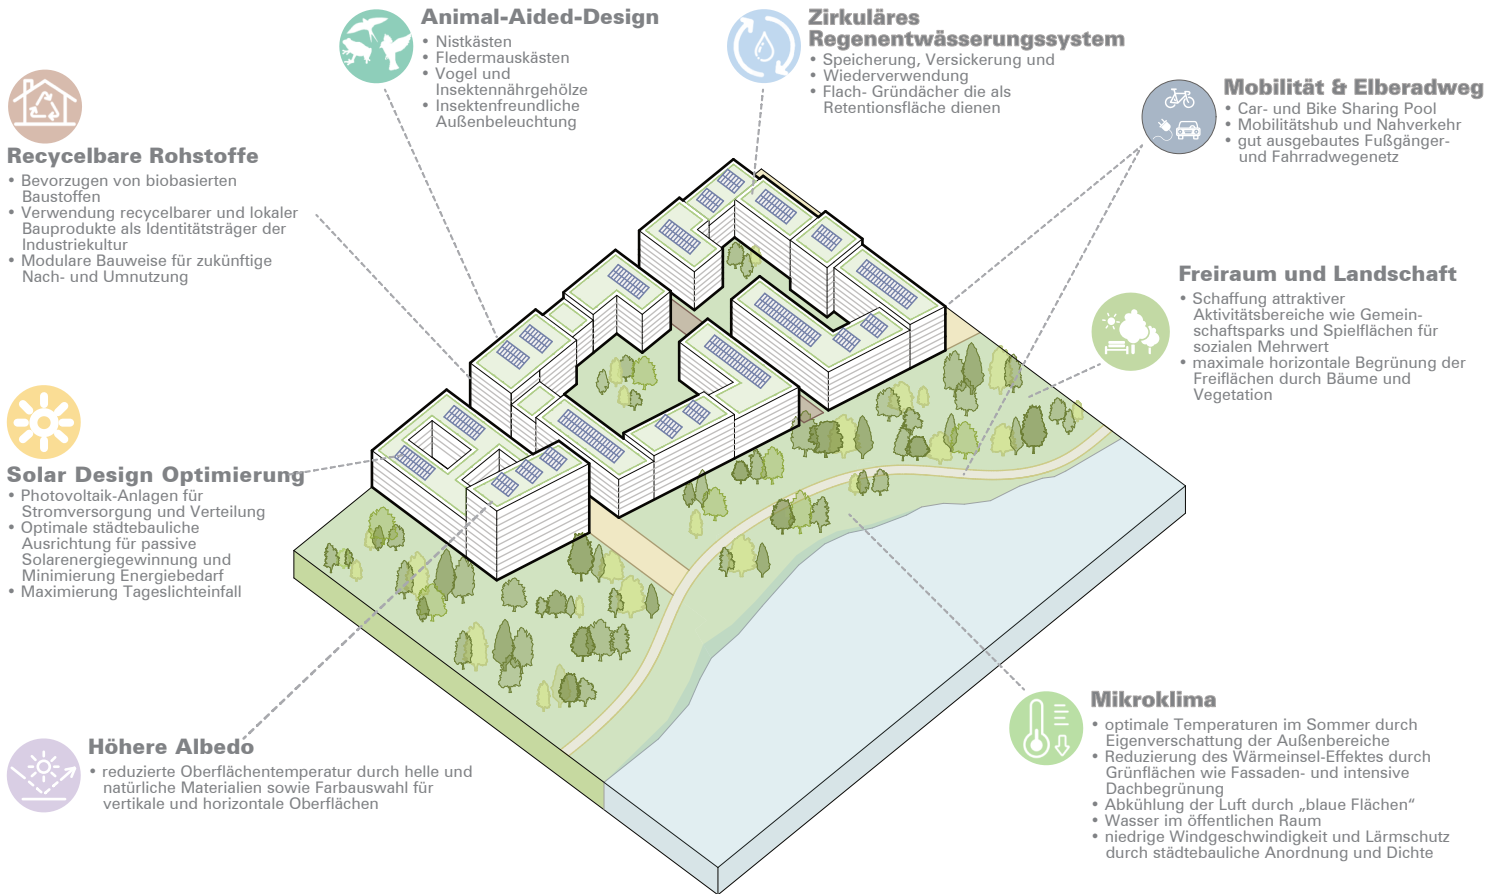 Animal-Aided-Design
• Nistkästen
• Fledermauskästen
• Vogel und
Insektennährgehölze
• Insektenfreundliche
Außenbeleuchtung
Zirkuläres
Regenentwässerungssystem
• Speicherung, Versickerung und
• Wiederverwendung
• Flach- Gründächer die als
Retentionsfläche dienen
Mobilität & Elberadweg
• Car- und Bike Sharing Pool
• Mobilitätshub und Nahverkehr
• gut ausgebautes Fußgänger-
und Fahrradwegenetz
Recycelbare Rohstoffe
• Bevorzugen von biobasierten
Baustoffen
• Verwendung recycelbarer und lokaler
Bauprodukte als Identitätsträger der
Industriekultur
• Modulare Bauweise für zukünftige
Nach- und Umnutzung
Freiraum und Landschaft
• Schaffung attraktiver
Aktivitätsbereiche wie Gemein-
schaftsparks und Spielflächen für
sozialen Mehrwert
• maximale horizontale Begrünung der
Freiflächen durch Bäume und
Vegetation
Solar Design Optimierung
• Photovoltaik-Anlagen für
Stromversorgung und Verteilung
• Optimale städtebauliche
Ausrichtung für passive
Solarenergiegewinnung und
Minimierung Energiebedarf
• Maximierung Tageslichteinfall
Höhere Albedo
• reduzierte Oberflächentemperatur durch helle und
natürliche Materialien sowie Farbauswahl für
vertikale und horizontale Oberflächen
Mikroklima
• optimale Temperaturen im Sommer durch
Eigenverschattung der Außenbereiche
• Reduzierung des Wärmeinsel-Effektes durch
Grünflächen wie Fassaden- und intensive
Dachbegrünung
• Abkühlung der Luft durch „blaue Flächen“
• Wasser im öffentlichen Raum
• niedrige Windgeschwindigkeit und Lärmschutz
durch städtebauliche Anordnung und Dichte